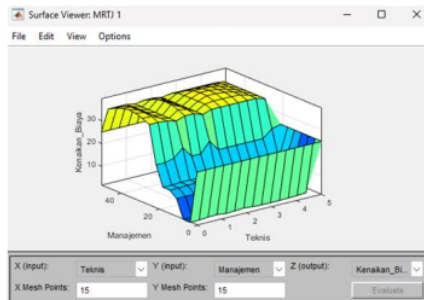 Surface Viewer: MRTJ 1
File Edit View Options
Kenaikan_Biaya
30
20
10
40
20
0
Manajemen
0
1
2
3
4
5
Teknis
X (input): Teknis Y (input): Manajemen Z (output): Kenaikan_Bi...
X Mesh Points: 15 Y Mesh Points: 15 Evaluate